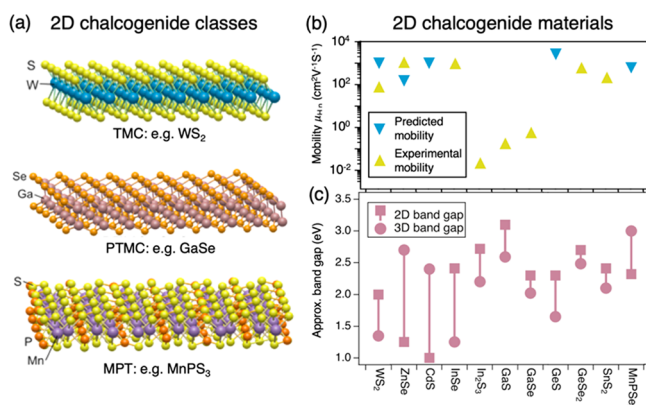 (a) 2D chalcogenide classes
S
W
TMC: e.g. WS₂
Se
Ga
PTMC: e.g. GaSe
S
P
Mn
MPT: e.g. MnPS₃
(b) 2D chalcogenide materials
Mobility μH n (cm²V⁻¹S⁻¹)
10⁴
10²
10⁰
10⁻²
Predicted
mobility
Experimental
mobility
(c)
Approx. band gap (eV)
3.5
3.0
2.5
2.0
1.5
1.0
2D band gap
3D band gap
WS₂
ZnSe
CdS
InSe
In₂S₃
GaS
GaSe
GeS
GeSe₂
SnS₂
MnPSe